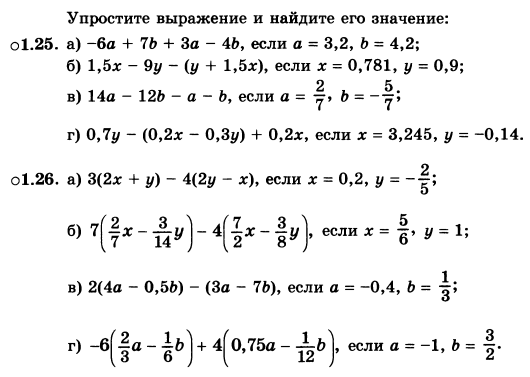 Упростите выражение и найдите его значение:
○1.25. а) –6a + 7b + 3a – 4b, если a = 3,2, b = 4,2;
б) 1,5x – 9y – (y + 1,5x), если x = 0,781, y = 0,9;
в) 14a – 12b – a – b, если a = 2/7, b = –5/7;
г) 0,7y – (0,2x – 0,3y) + 0,2x, если x = 3,245, y = –0,14.
○1.26. а) 3(2x + y) – 4(2y – x), если x = 0,2, y = –2/5;
б) 7(2/7x – 3/14y) – 4(7/2x – 3/8y), если x = 5/6, y = 1;
в) 2(4a – 0,5b) – (3a – 7b), если a = –0,4, b = 1/3;
г) –6(2/3a – 1/6b) + 4(0,75a – 1/12b), если a = –1, b = 3/2.